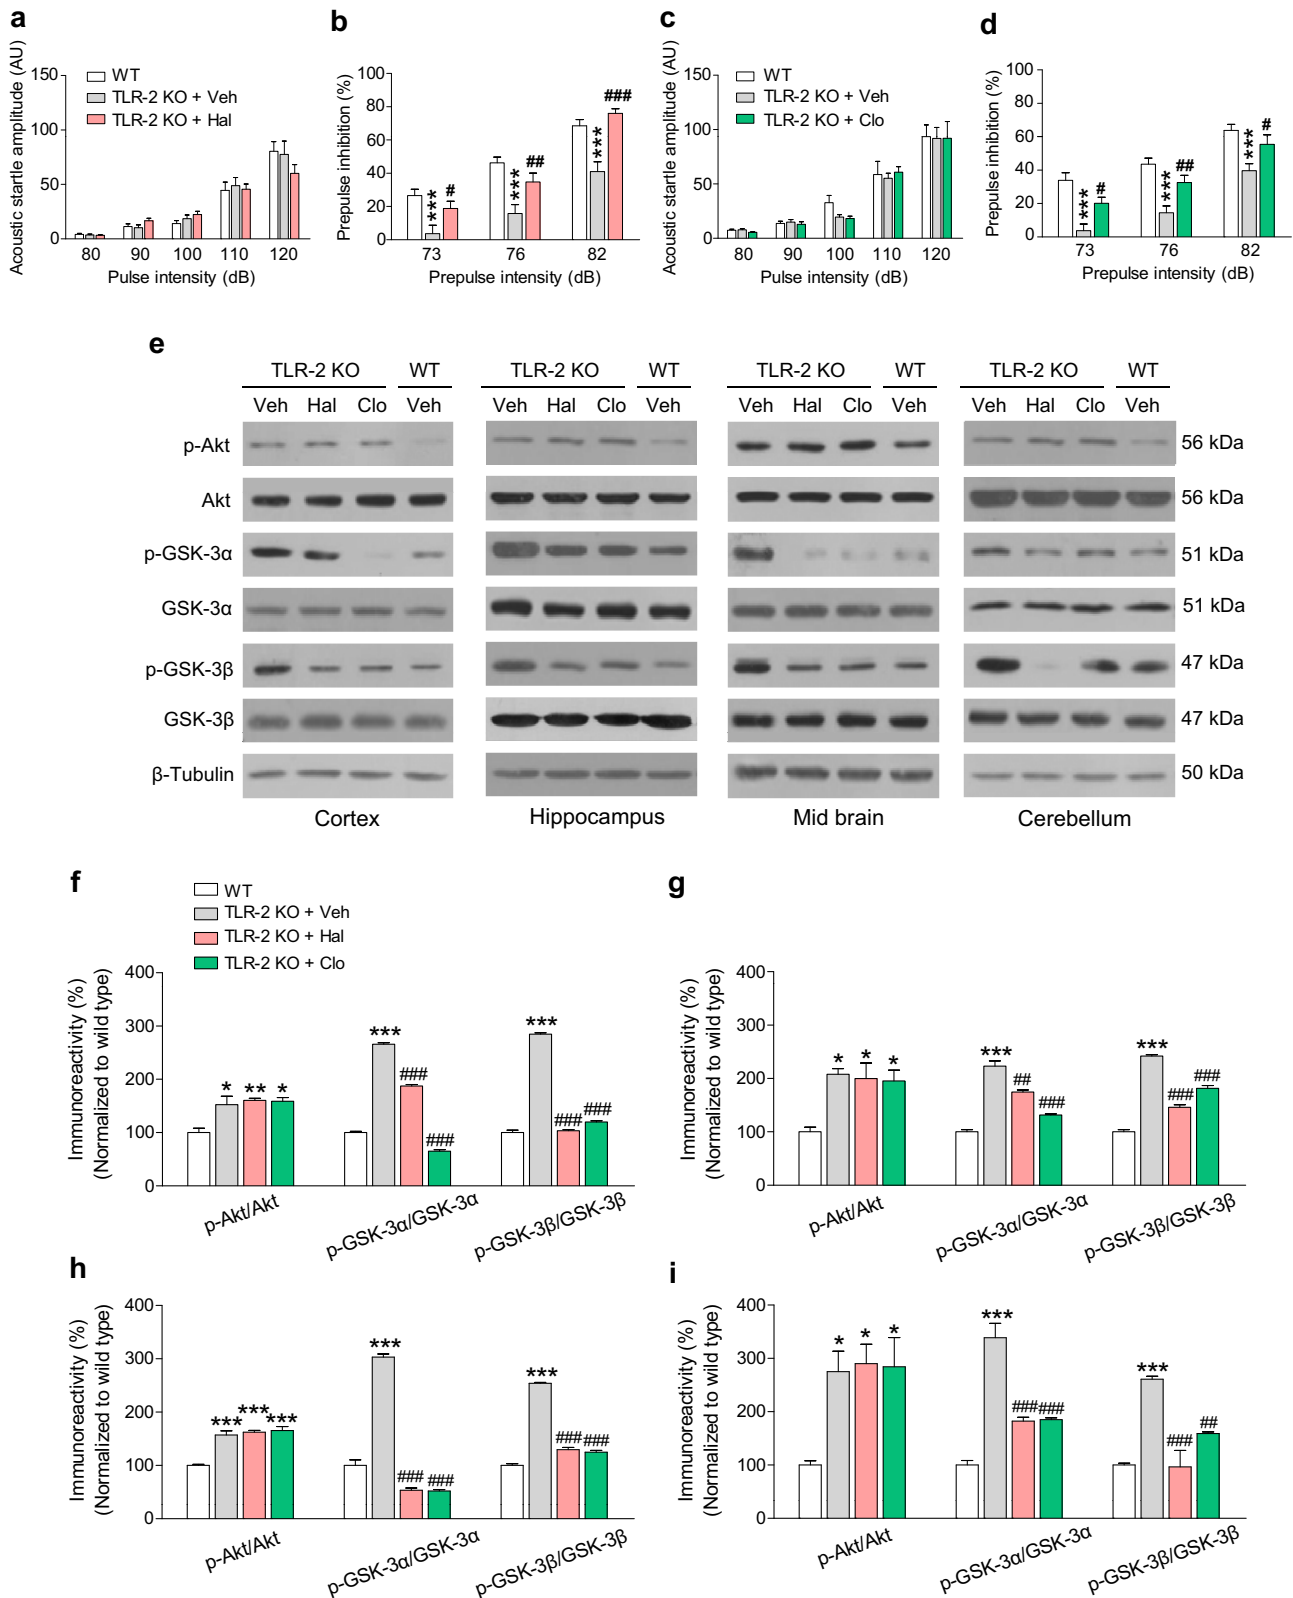 a
Acoustic startle amplitude (AU)
150
100
50
0
WT
TLR-2 KO + Veh
TLR-2 KO + Hal
80 90 100 110 120
Pulse intensity (dB)
b
Prepulse inhibition (%)
100
80
60
40
20
0
*** # *** ## *** ###
73 76 82
Prepulse intensity (dB)
c
Acoustic startle amplitude (AU)
150
100
50
0
WT
TLR-2 KO + Veh
TLR-2 KO + Clo
80 90 100 110 120
Pulse intensity (dB)
d
Prepulse inhibition (%)
100
80
60
40
20
0
*** # *** ## *** #
73 76 82
Prepulse intensity (dB)
e
TLR-2 KO WT TLR-2 KO WT TLR-2 KO WT TLR-2 KO WT
Veh Hal Clo Veh Veh Hal Clo Veh Veh Hal Clo Veh Veh Hal Clo Veh
p-Akt 56 kDa
Akt 56 kDa
p-GSK-3α 51 kDa
GSK-3α 51 kDa
p-GSK-3β 47 kDa
GSK-3β 47 kDa
β-Tubulin 50 kDa
Cortex Hippocampus Mid brain Cerebellum
f
WT
TLR-2 KO + Veh
TLR-2 KO + Hal
TLR-2 KO + Clo
Immunoreactivity (%)
(Normalized to wild type)
400
300
200
100
0
* ** * *** ### ### *** ### ###
p-Akt/Akt p-GSK-3α/GSK-3α p-GSK-3β/GSK-3β
g
Immunoreactivity (%)
(Normalized to wild type)
400
300
200
100
0
* * * *** ## ### *** ### ###
p-Akt/Akt p-GSK-3α/GSK-3α p-GSK-3β/GSK-3β
h
Immunoreactivity (%)
(Normalized to wild type)
400
300
200
100
0
*** *** *** *** ### ### *** ### ###
p-Akt/Akt p-GSK-3α/GSK-3α p-GSK-3β/GSK-3β
i
Immunoreactivity (%)
(Normalized to wild type)
400
300
200
100
0
* * * *** ### ### *** ### ##
p-Akt/Akt p-GSK-3α/GSK-3α p-GSK-3β/GSK-3β